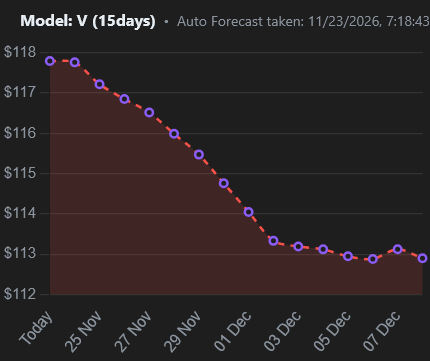 Model: V (15days) • Auto Forecast taken: 11/23/2026, 7:18:43
$118
$117
$116
$115
$114
$113
$112
Today
25 Nov
27 Nov
29 Nov
01 Dec
03 Dec
05 Dec
07 Dec